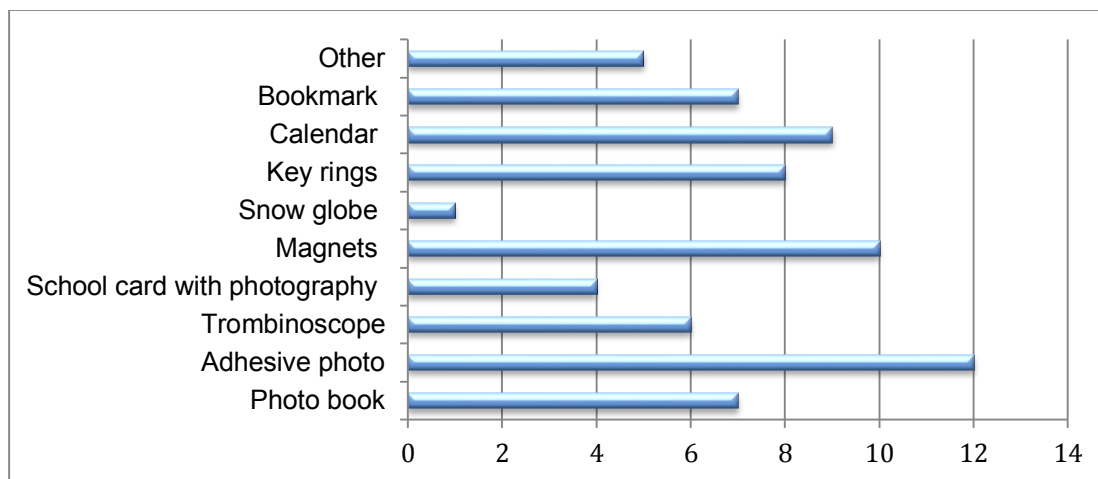 Other
Bookmark
Calendar
Key rings
Snow globe
Magnets
School card with photography
Trombinoscope
Adhesive photo
Photo book
0 2 4 6 8 10 12 14